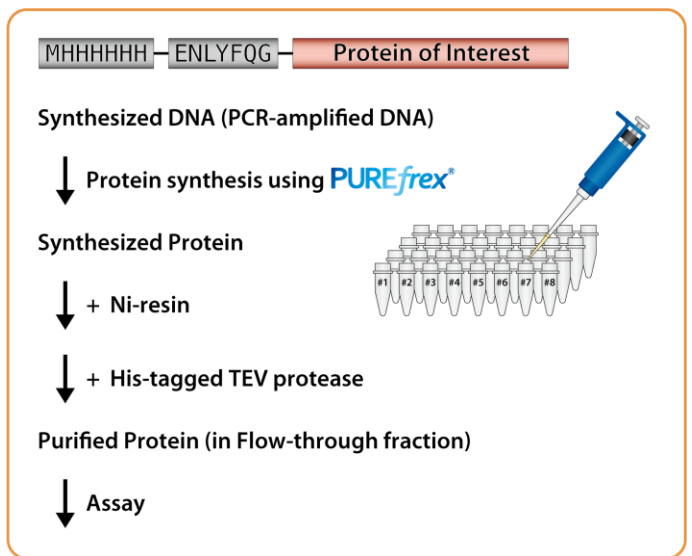 MHHHHHH ENLYFQG Protein of Interest
Synthesized DNA (PCR-amplified DNA)
Protein synthesis using PUREfrex®
Synthesized Protein
#1 #2 #3 #4 #5 #6 #7 #8
+ Ni-resin
+ His-tagged TEV protease
Purified Protein (in Flow-through fraction)
Assay